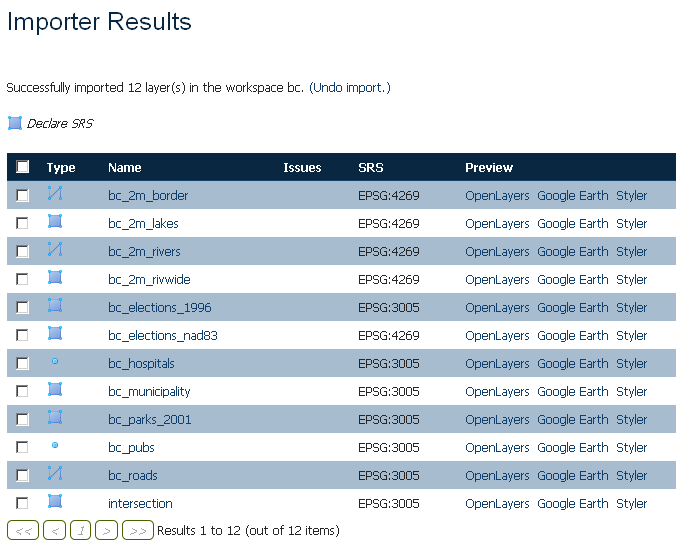 Importer Results
Successfully imported 12 layer(s) in the workspace bc. (Undo import.)
Declare SRS
Type Name Issues SRS Preview
bc_2m_border EPSG:4269 OpenLayers Google Earth Styler
bc_2m_lakes EPSG:4269 OpenLayers Google Earth Styler
bc_2m_rivers EPSG:4269 OpenLayers Google Earth Styler
bc_2m_rivwide EPSG:4269 OpenLayers Google Earth Styler
bc_elections_1996 EPSG:3005 OpenLayers Google Earth Styler
bc_elections_nad83 EPSG:4269 OpenLayers Google Earth Styler
bc_hospitals EPSG:3005 OpenLayers Google Earth Styler
bc_municipality EPSG:3005 OpenLayers Google Earth Styler
bc_parks_2001 EPSG:3005 OpenLayers Google Earth Styler
bc_pubs EPSG:3005 OpenLayers Google Earth Styler
bc_roads EPSG:3005 OpenLayers Google Earth Styler
intersection EPSG:3005 OpenLayers Google Earth Styler
<< < 1 > >> Results 1 to 12 (out of 12 items)